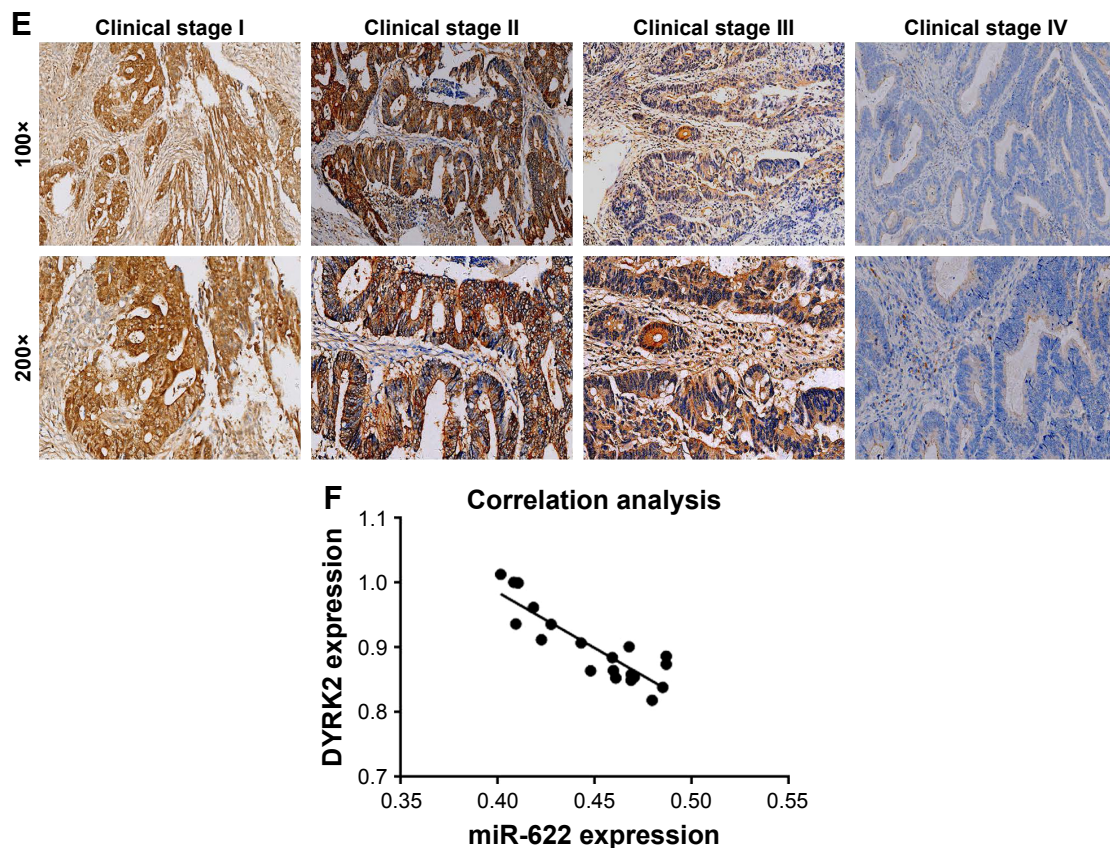 E
Clinical stage I
Clinical stage II
Clinical stage III
Clinical stage IV
100×
200×
F
Correlation analysis
DYRK2 expression
1.1
1.0
0.9
0.8
0.7
0.35
0.40
0.45
0.50
0.55
miR-622 expression